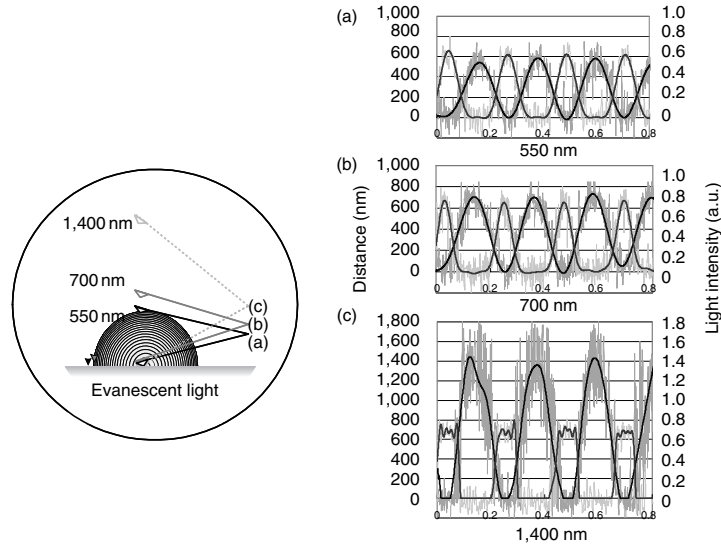 1,400 nm
700 nm
550 nm
(c)
(b)
(a)
Evanescent light
(a)
1,000
800
600
400
200
0
1.0
0.8
0.6
0.4
0.2
0
0 0.2 0.4 0.6 0.8
550 nm
(b)
1,000
800
600
400
200
0
1.0
0.8
0.6
0.4
0.2
0
0 0.2 0.4 0.6 0.8
700 nm
Distance (nm)
Light intensity (a.u.)
(c)
1,800
1,400
1,200
1,000
800
600
400
200
0
1.8
1.6
1.4
1.2
1.0
0.8
0.6
0.4
0.2
0
0 0.2 0.4 0.6 0.8
1,400 nm